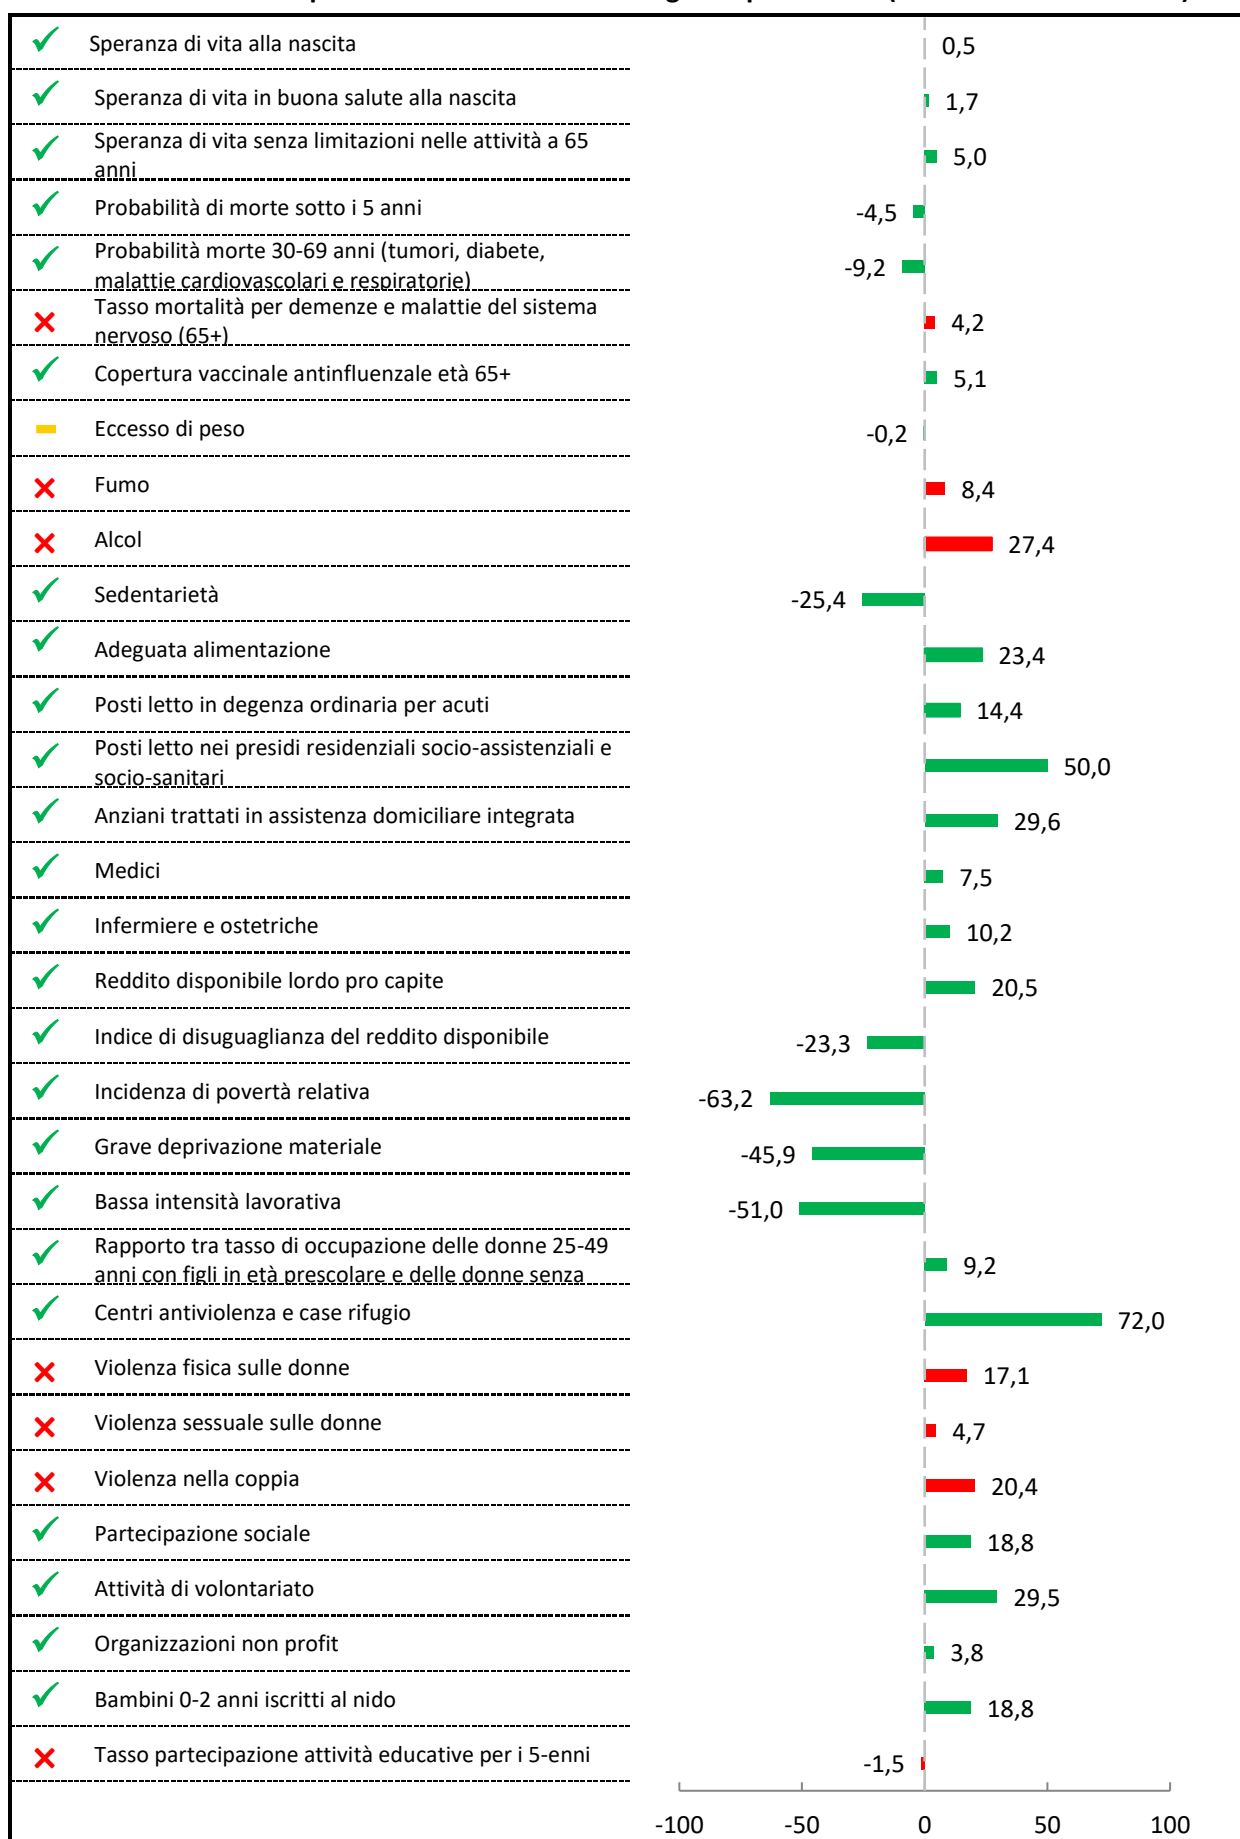 Speranza di vita alla nascita 0,5
Speranza di vita in buona salute alla nascita 1,7
Speranza di vita senza limitazioni nelle attività a 65
anni 5,0
Probabilità di morte sotto i 5 anni -4,5
Probabilità morte 30-69 anni (tumori, diabete,
malattie cardiovascolari e respiratorie) -9,2
Tasso mortalità per demenze e malattie del sistema
nervoso (65+) 4,2
Copertura vaccinale antinfluenzale età 65+ 5,1
Eccesso di peso -0,2
Fumo 8,4
Alcol 27,4
Sedentarietà -25,4
Adeguata alimentazione 23,4
Posti letto in degenza ordinaria per acuti 14,4
Posti letto nei presidi residenziali socio-assistenziali e
socio-sanitari 50,0
Anziani trattati in assistenza domiciliare integrata 29,6
Medici 7,5
Infermiere e ostetriche 10,2
Reddito disponibile lordo pro capite 20,5
Indice di disuguaglianza del reddito disponibile -23,3
Incidenza di povertà relativa -63,2
Grave deprivazione materiale -45,9
Bassa intensità lavorativa -51,0
Rapporto tra tasso di occupazione delle donne 25-49
anni con figli in età prescolare e delle donne senza 9,2
Centri antiviolenza e case rifugio 72,0
Violenza fisica sulle donne 17,1
Violenza sessuale sulle donne 4,7
Violenza nella coppia 20,4
Partecipazione sociale 18,8
Attività di volontariato 29,5
Organizzazioni non profit 3,8
Bambini 0-2 anni iscritti al nido 18,8
Tasso partecipazione attività educative per i 5-enni -1,5
-100 -50 0 50 100